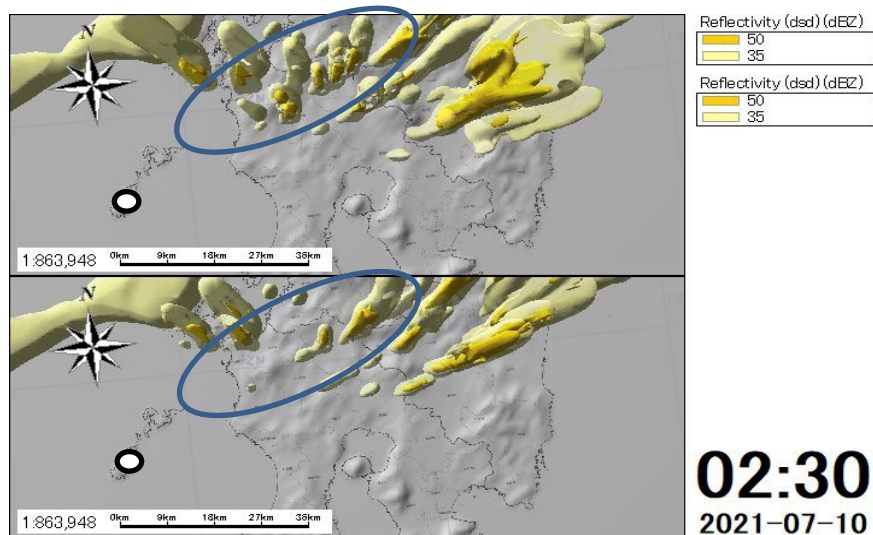 Reflectivity (dsd) (dBZ)
50
35
Reflectivity (dsd) (dBZ)
50
35
N
1:863,948
0km 9km 18km 27km 36km
N
1:863,948
0km 9km 18km 27km 36km
02:30
2021-07-10